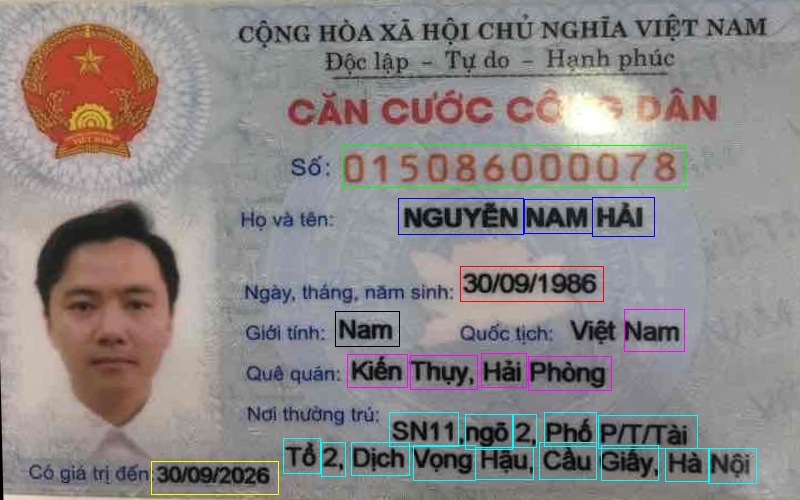 CỘNG HÒA XÃ HỘI CHỦ NGHĨA VIỆT NAM
Độc lập - Tự do - Hạnh phúc
CĂN CƯỚC CÔNG DÂN
Số: 015086000078
Họ và tên: NGUYỄN NAM HẢI
Ngày, tháng, năm sinh: 30/09/1986
Giới tính: Nam Quốc tịch: Việt Nam
Quê quán: Kiến Thụy, Hải Phòng
Nơi thường trú: SN11,ngõ 2, Phố P/T/Tài
Tổ 2, Dịch Vọng Hậu, Cầu Giấy, Hà Nội
Có giá trị đến: 30/09/2026
VIỆT NAM